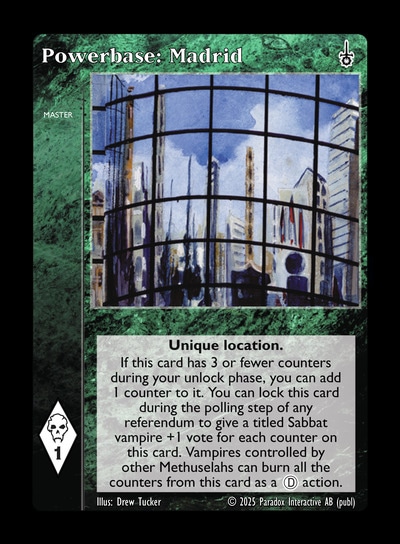 Powerbase: Madrid
MASTER
Unique location.
If this card has 3 or fewer counters
during your unlock phase, you can add
1 counter to it. You can lock this card
during the polling step of any
referendum to give a titled Sabbat
vampire +1 vote for each counter on
this card. Vampires controlled by
other Methuselahs can burn all the
counters from this card as a Ⓓ action.
1
Illus: Drew Tucker © 2025 Paradox Interactive AB (publ)